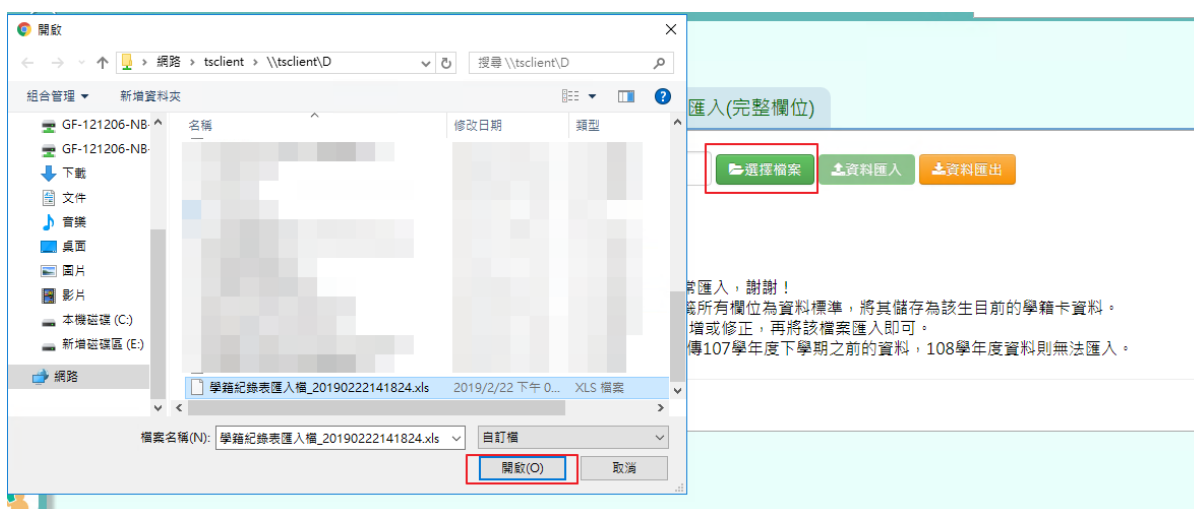 開啟
網路 › tsclient › \\tsclient\D
搜尋 \\tsclient\D
組合管理
新增資料夾
名稱
修改日期
類型
GF-121206-NB-
GF-121206-NB-
下載
文件
音樂
桌面
圖片
影片
本機磁碟 (C:)
新增磁碟區 (E:)
網路
學籍紀錄表匯入檔_20190222141824.xls
2019/2/22 下午 0...
XLS 檔案
檔案名稱(N):
學籍紀錄表匯入檔_20190222141824.xls
自訂檔
開啟(O)
取消
匯入(完整欄位)
選擇檔案
資料匯入
資料匯出
常匯入，謝謝！
所有欄位為資料標準，將其儲存為該生目前的學籍卡資料。
增或修正，再將該檔案匯入即可。
傳107學年度下學期之前的資料，108學年度資料則無法匯入。